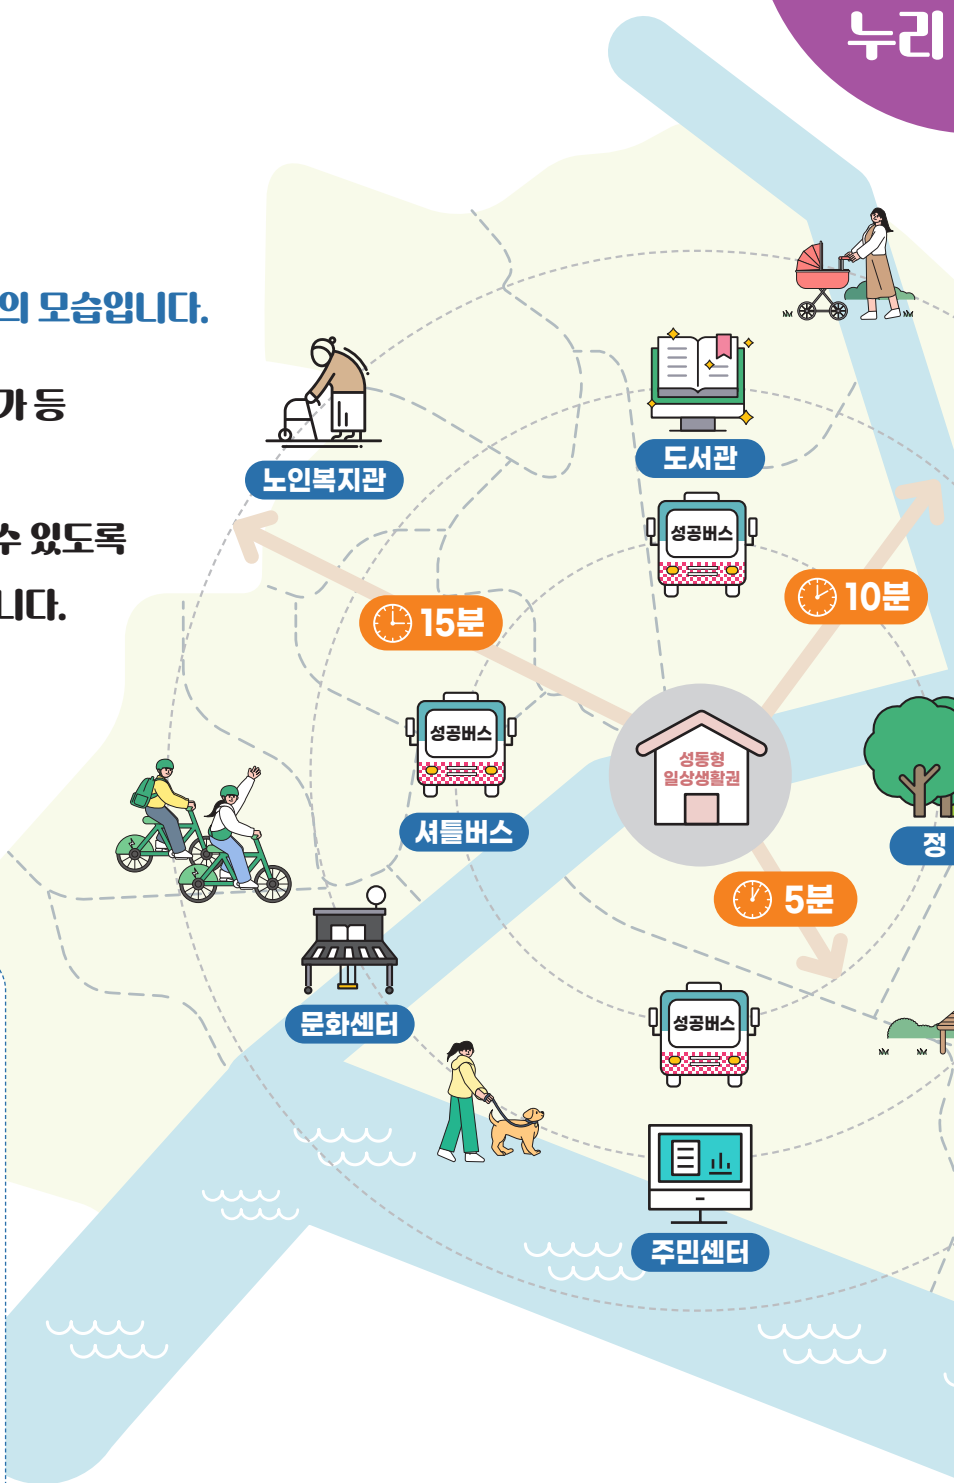 누리
의 모습입니다.
가 등
수 있도록
니다.
노인복지관
도서관
성공버스
10분
15분
성공버스
성동형
일상생활권
셔틀버스
정
5분
문화센터
성공버스
주민센터